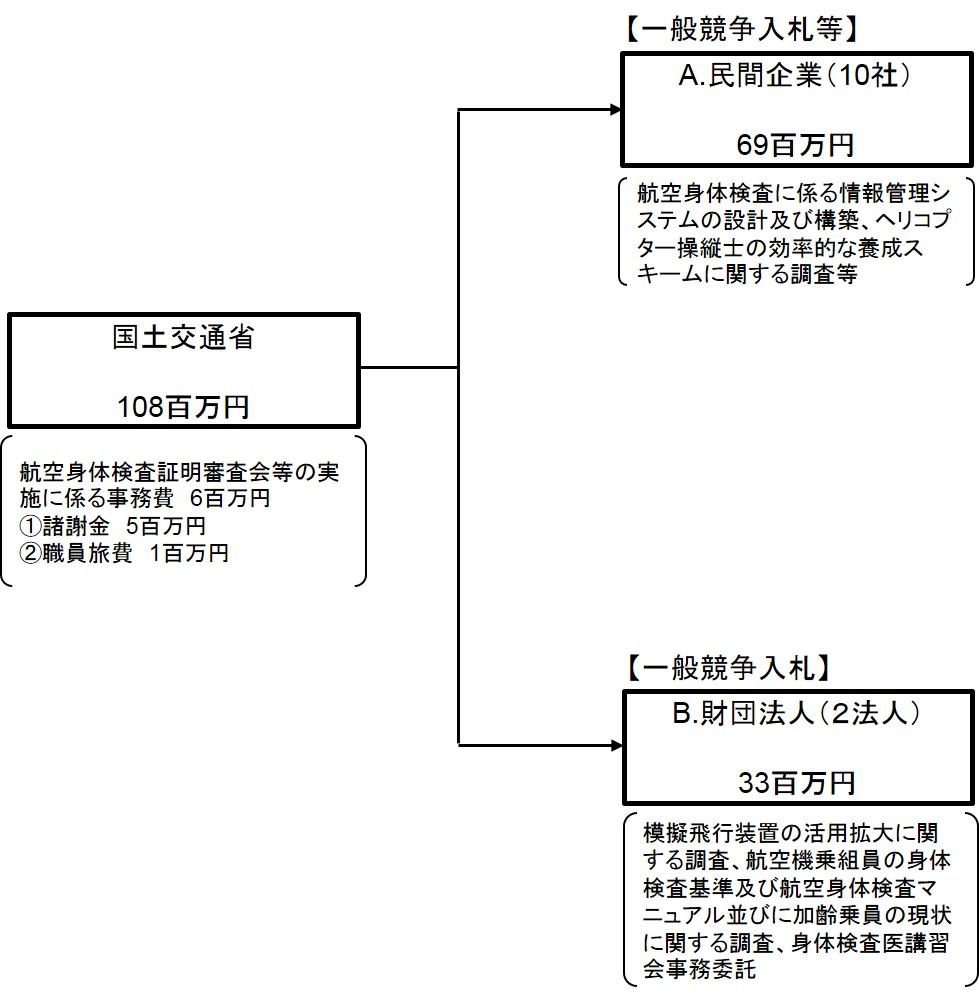 【一般競争入札等】
A.民間企業(10社)
69百万円
航空身体検査に係る情報管理シ
ステムの設計及び構築、ヘリコプ
ター操縦士の効率的な養成ス
キームに関する調査等
国土交通省
108百万円
航空身体検査証明審査会等の実
施に係る事務費 6百万円
①諸謝金 5百万円
②職員旅費 1百万円
【一般競争入札】
B.財団法人(2法人)
33百万円
模擬飛行装置の活用拡大に関
する調査、航空機乗組員の身体
検査基準及び航空身体検査マ
ニュアル並びに加齢乗員の現状
に関する調査、身体検査医講習
会事務委託